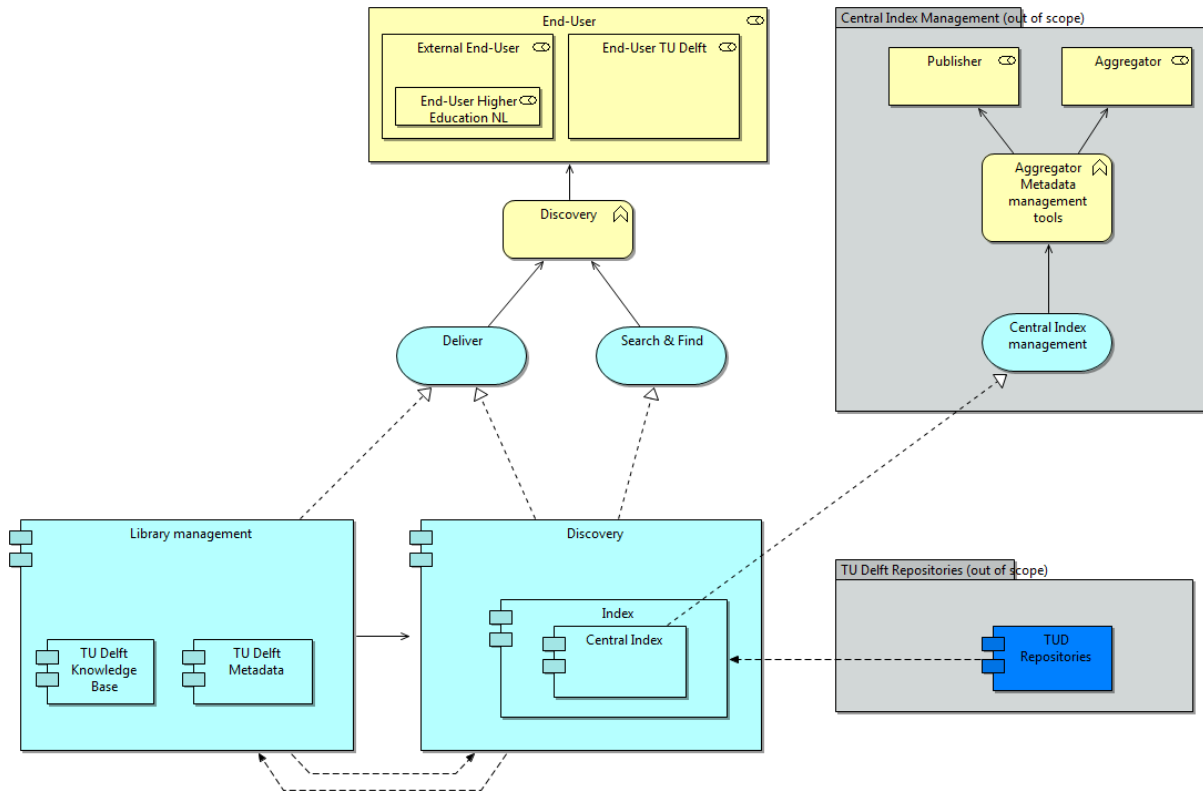 End-User
External End-User
End-User TU Delft
End-User Higher
Education NL
Discovery
Deliver
Search & Find
Central Index Management (out of scope)
Publisher
Aggregator
Aggregator
Metadata
management
tools
Central Index
management
Library management
TU Delft
Knowledge
Base
TU Delft
Metadata
Discovery
Index
Central Index
TU Delft Repositories (out of scope)
TUD
Repositories